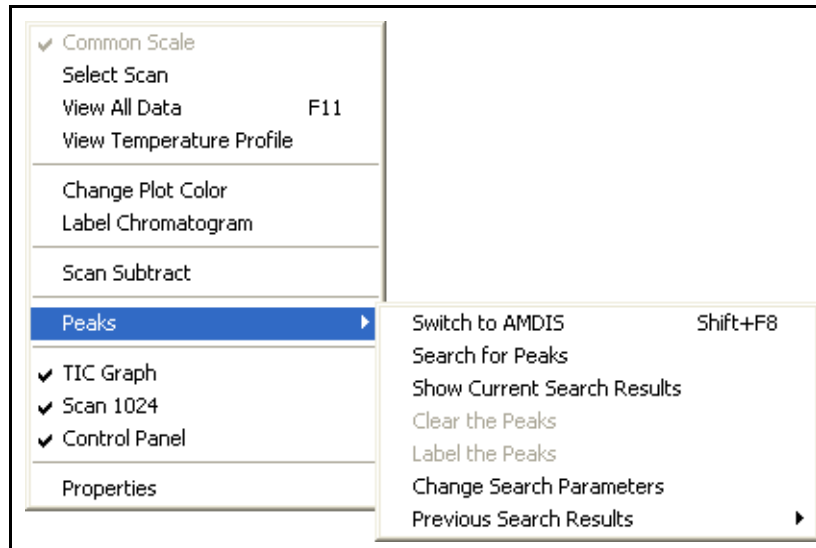 Common Scale
Select Scan
View All Data F11
View Temperature Profile
Change Plot Color
Label Chromatogram
Scan Subtract
Peaks
TIC Graph
Scan 1024
Control Panel
Properties
Switch to AMDIS Shift+F8
Search for Peaks
Show Current Search Results
Clear the Peaks
Label the Peaks
Change Search Parameters
Previous Search Results